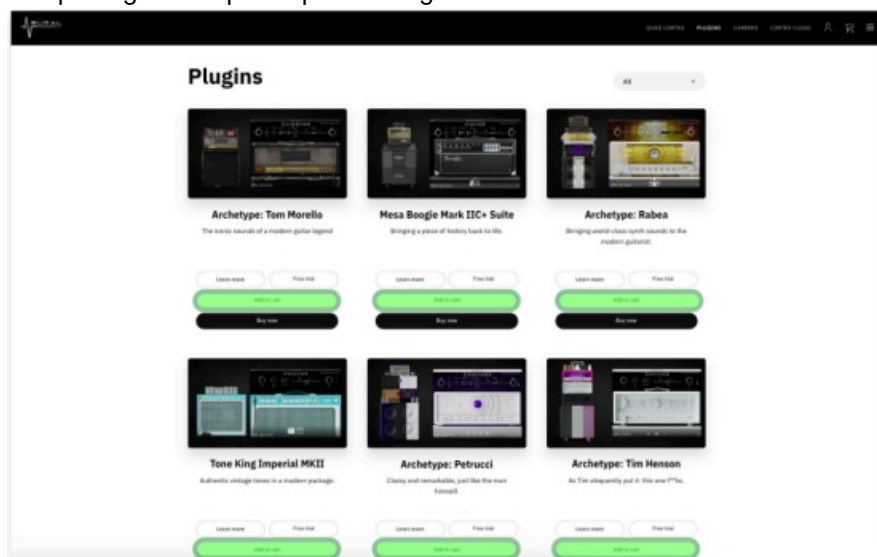 QUAD CORTEX PLUGINS CAREERS CORTEX CLOUD
Plugins
All
Archetype: Tom Morello
The iconic sounds of a modern guitar legend
Learn more Free trial
Add to cart
Buy now
Mesa Boogie Mark IIC+ Suite
Bringing a piece of history back to life.
Learn more Free trial
Add to cart
Buy now
Archetype: Rabea
Bringing world-class synth sounds to the
modern guitarist.
Learn more Free trial
Add to cart
Buy now
Tone King Imperial MKII
Authentic vintage tones in a modern package.
Learn more Free trial
Add to cart
Archetype: Petrucci
Classy and remarkable, just like the man
himself.
Learn more Free trial
Add to cart
Archetype: Tim Henson
As Tim eloquently put it: this one f**ks.
Learn more Free trial
Add to cart